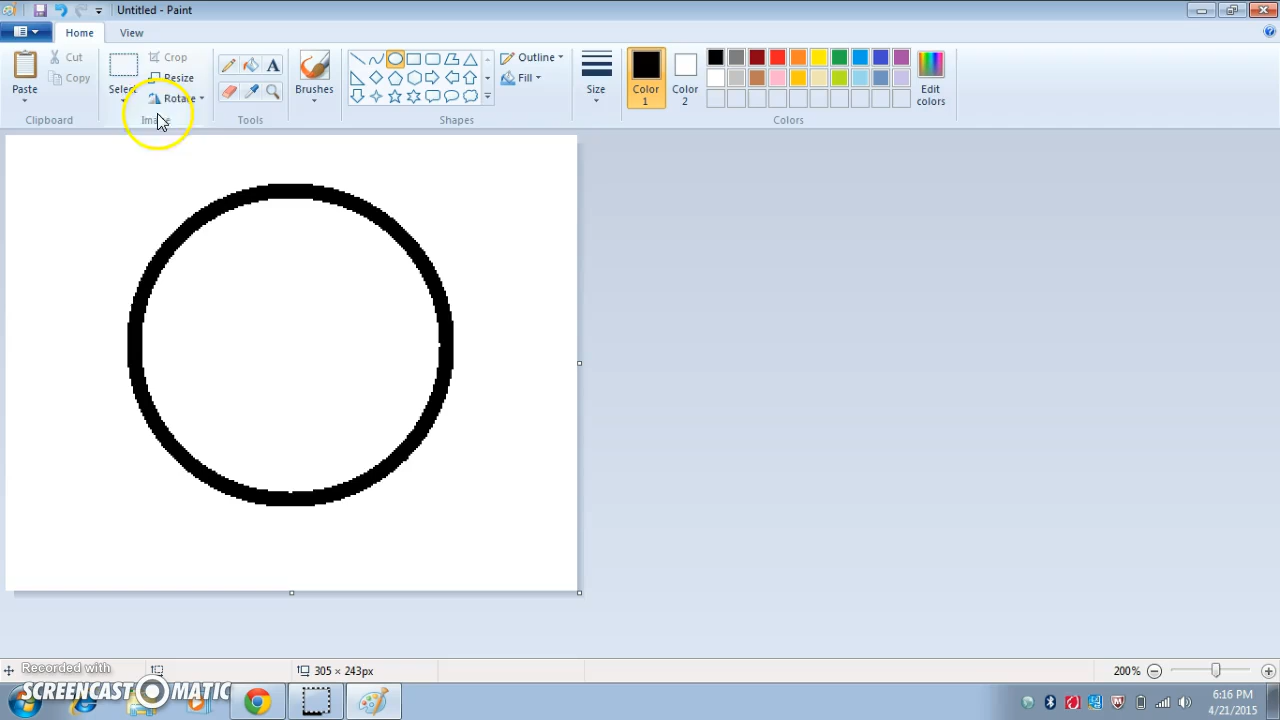 Untitled - Paint
Home
View
Paste
Cut
Copy
Clipboard
Select
Crop
Resize
Rotate
Image
Tools
Brushes
Outline
Fill
Shapes
Size
Color 1
Color 2
Edit colors
Colors
305 × 243px
200%
Recorded with
SCREENCAST MATIC
6:16 PM
4/21/2015